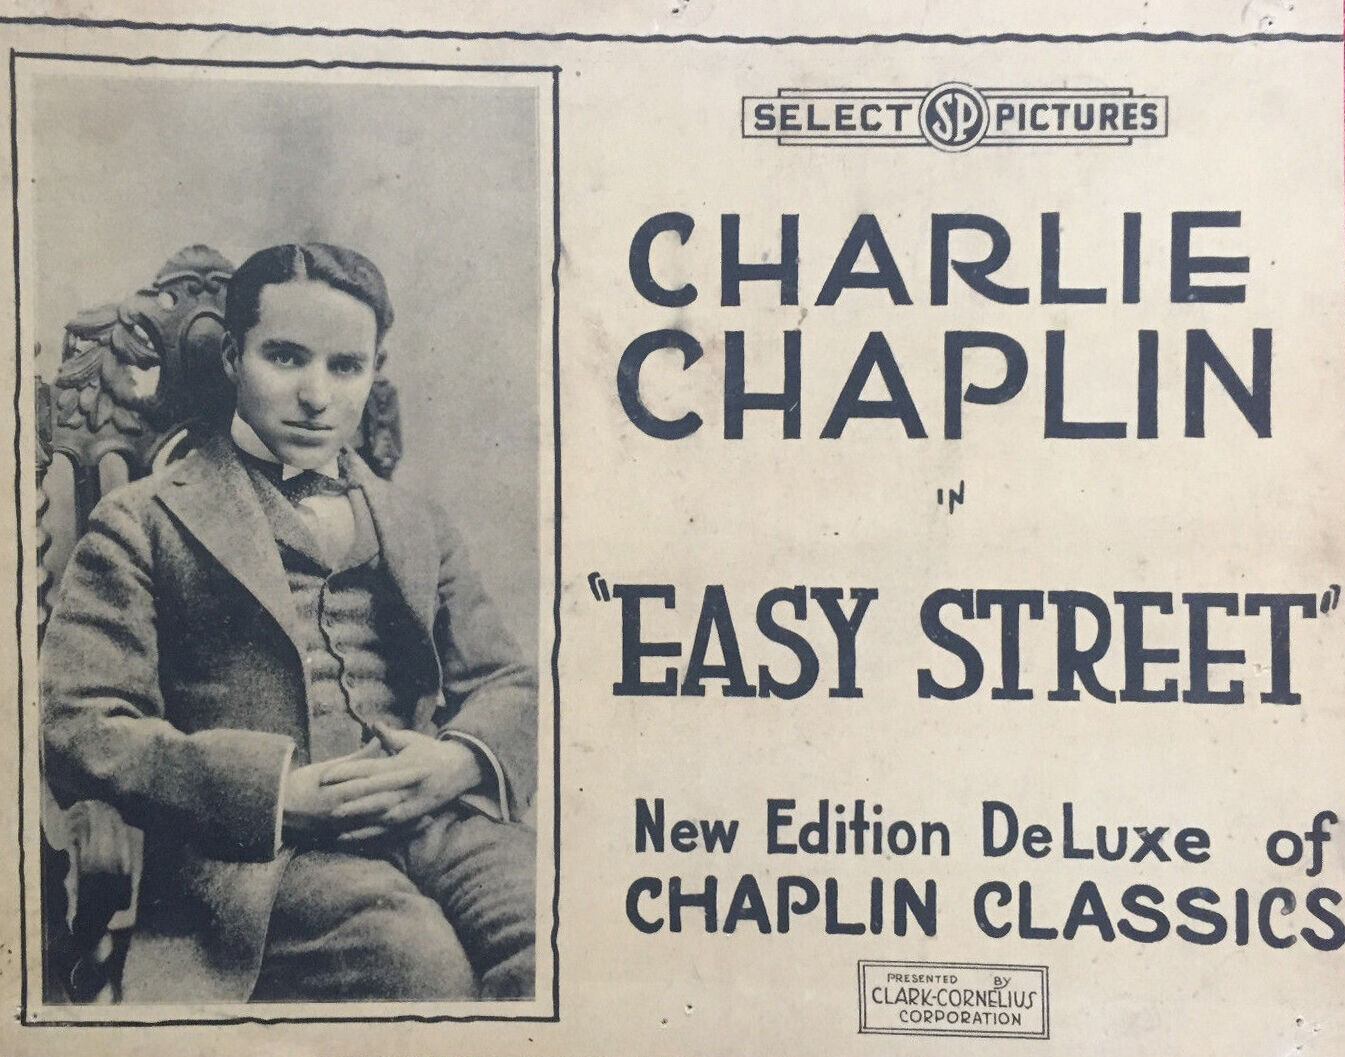 SELECT SP PICTURES
CHARLIE
CHAPLIN
IN
"EASY STREET"
New Edition DeLuxe of
CHAPLIN CLASSICS
PRESENTED BY
CLARK-CORNELIUS
CORPORATION